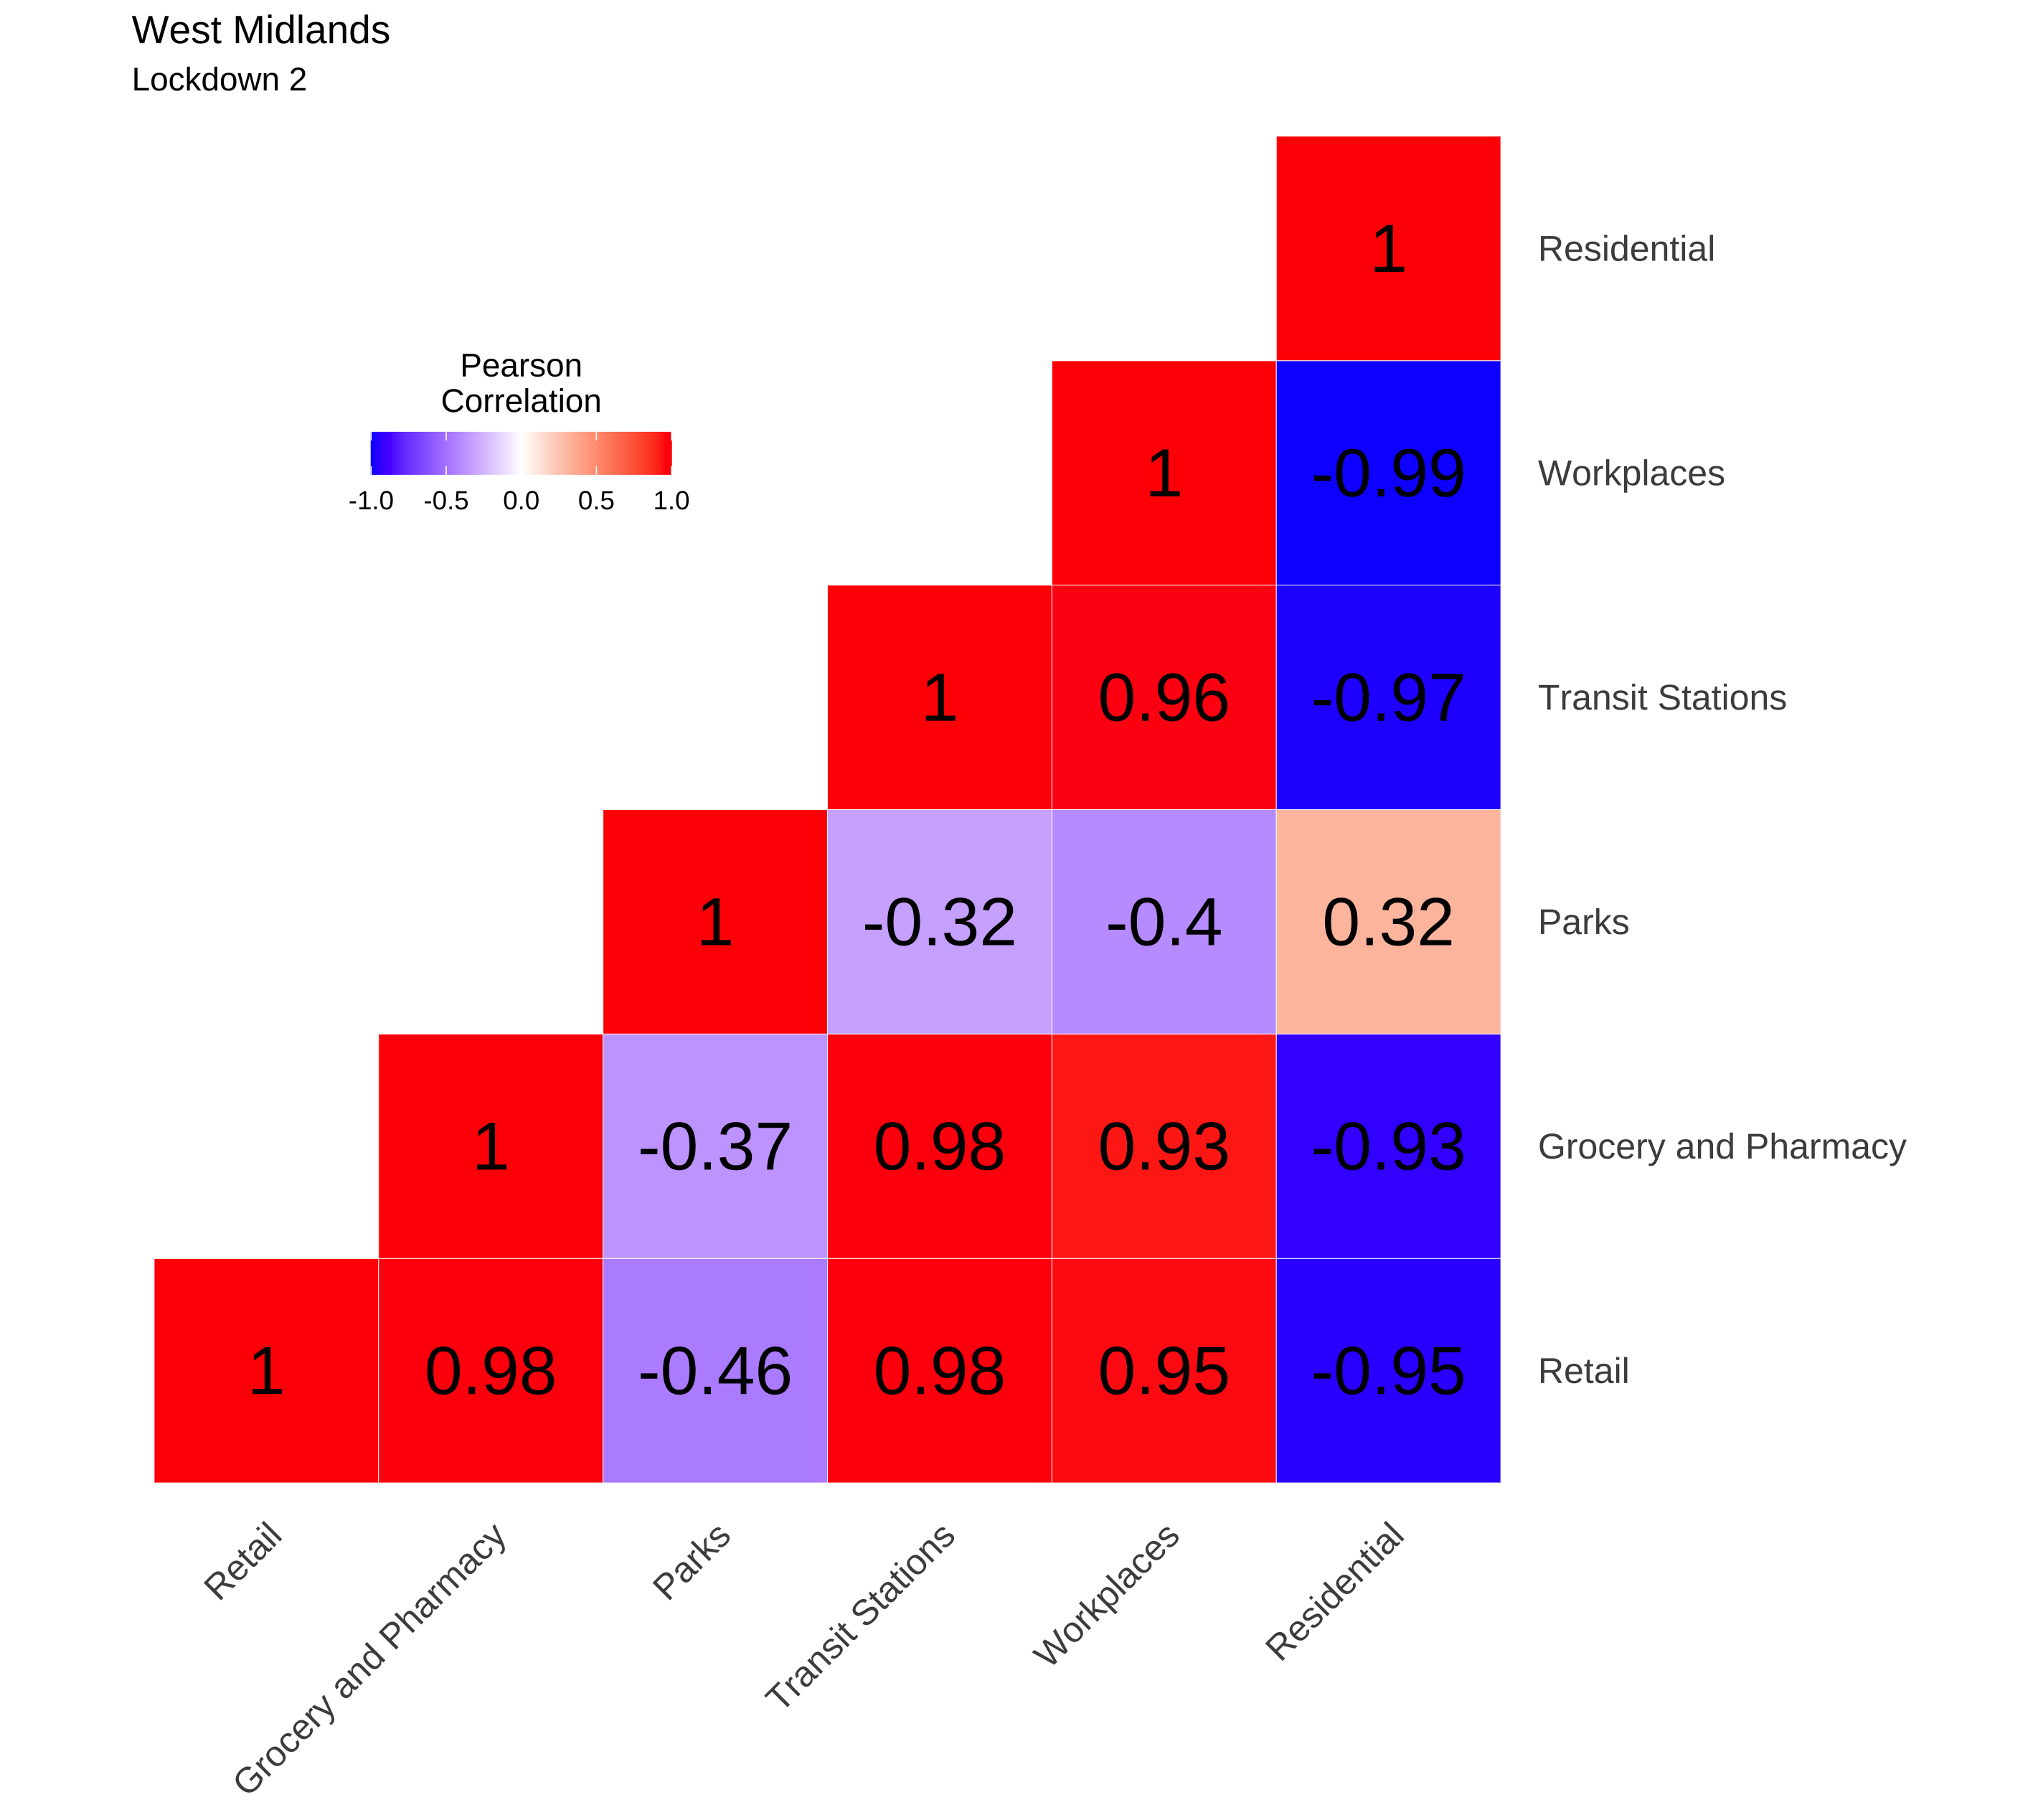 West Midlands
Lockdown 2
1 Residential
Pearson
Correlation
-1.0 -0.5 0.0 0.5 1.0
1 -0.99 Workplaces
1 0.96 -0.97 Transit Stations
1 -0.32 -0.4 0.32 Parks
1 -0.37 0.98 0.93 -0.93 Grocery and Pharmacy
1 0.98 -0.46 0.98 0.95 -0.95 Retail
Retail
Grocery and Pharmacy
Parks
Transit Stations
Workplaces
Residential